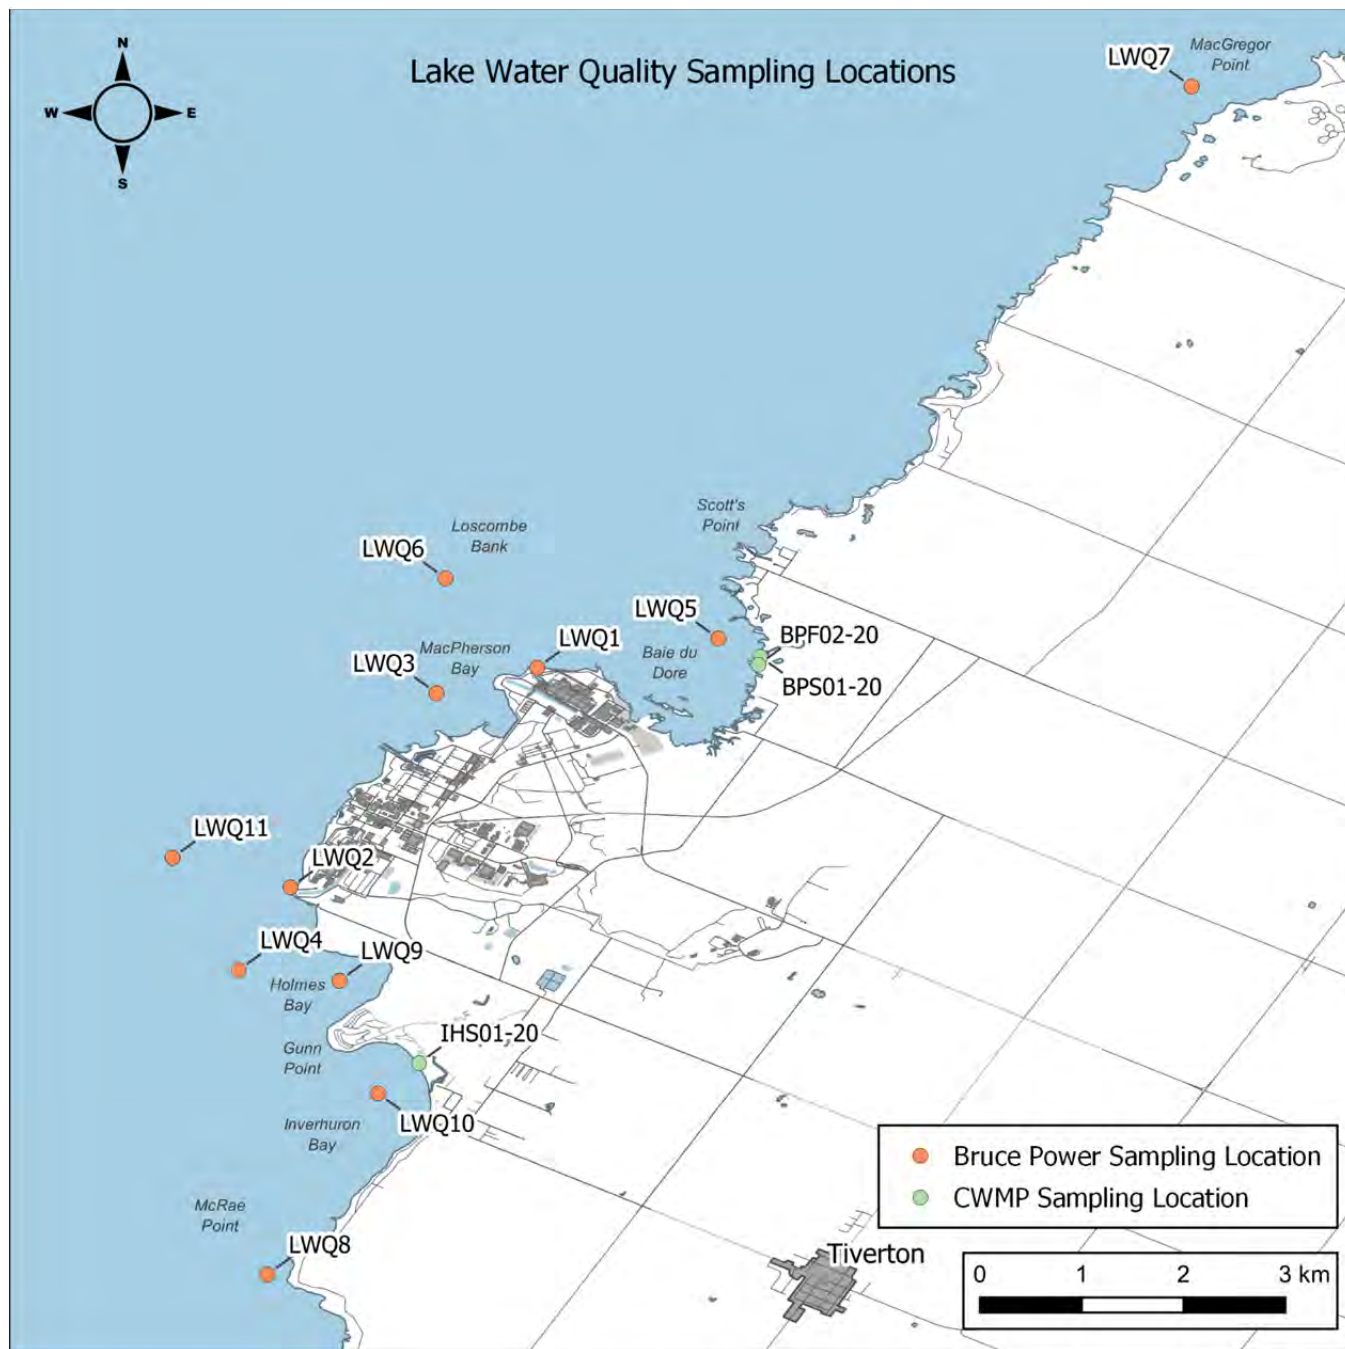 N
W
E
S
Lake Water Quality Sampling Locations
LWQ7
MacGregor
Point
Scott's
Point
Loscombe
Bank
LWQ6
LWQ5
BPF02-20
LWQ1
MacPherson
Bay
Baie du
Dore
LWQ3
BPS01-20
LWQ11
LWQ2
LWQ4
LWQ9
Holmes
Bay
IHS01-20
Gunn
Point
LWQ10
Inverhuron
Bay
Bruce Power Sampling Location
CWMP Sampling Location
McRae
Point
LWQ8
Tiverton
0 1 2 3 km